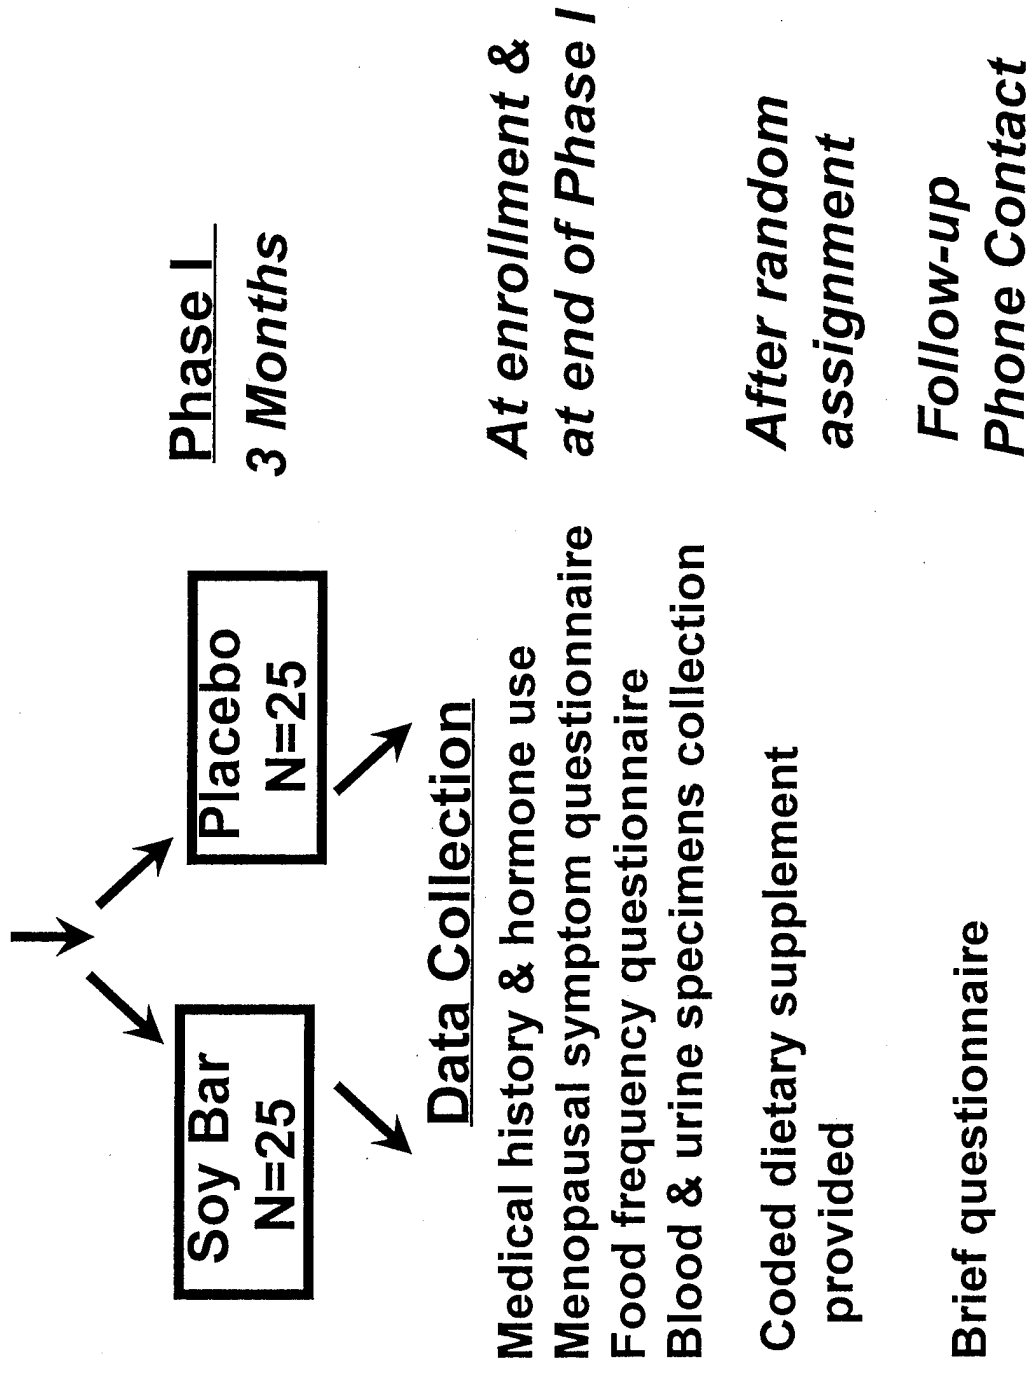 Phase I
3 Months
Soy Bar
N=25
Placebo
N=25
Data Collection
Medical history & hormone use
Menopausal symptom questionnaire
Food frequency questionnaire
Blood & urine specimens collection
At enrollment &
at end of Phase I
Coded dietary supplement
provided
After random
assignment
Brief questionnaire
Follow-up
Phone Contact